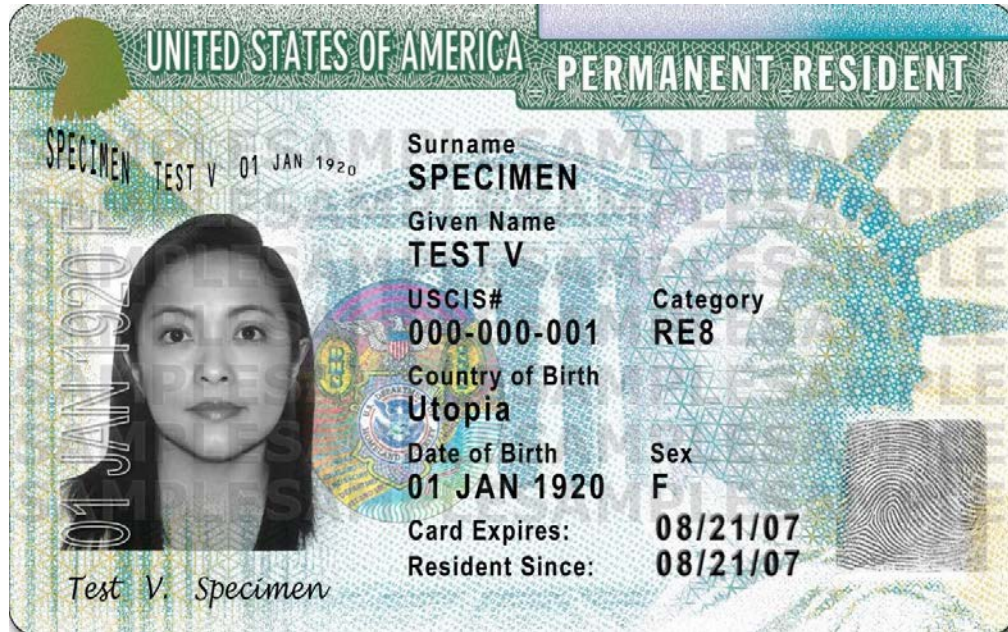 UNITED STATES OF AMERICA
PERMANENT RESIDENT
SPECIMEN TEST V 01 JAN 1920
Surname
SPECIMEN
Given Name
TEST V
USCIS# Category
000-000-001 RE8
Country of Birth
Utopia
Date of Birth Sex
01 JAN 1920 F
Card Expires: 08/21/07
Resident Since: 08/21/07
01 JAN 1920 F
Test V. Specimen
SAMPLESAMPLESAMPLESAMPLE